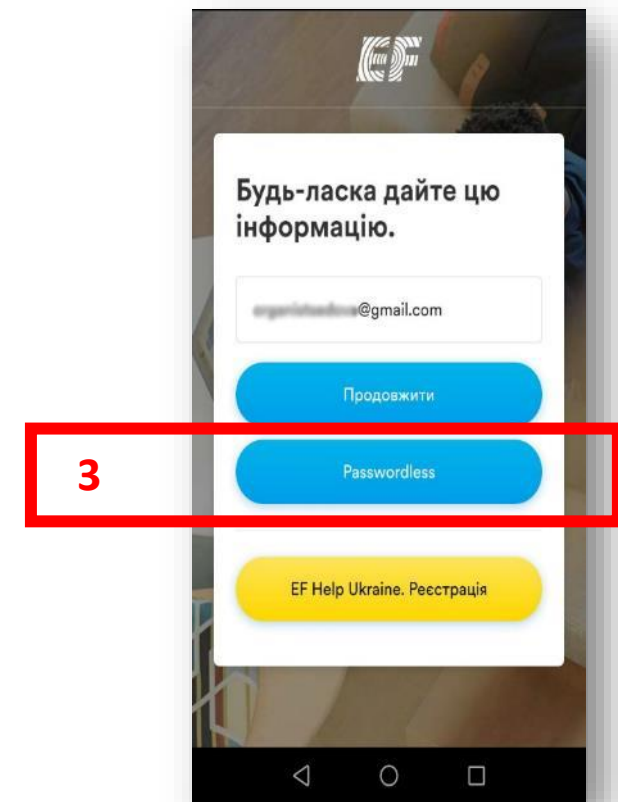 EF
Будь-ласка дайте цю
інформацію.
@gmail.com
Продовжити
3
Passwordless
EF Help Ukraine. Реєстрація